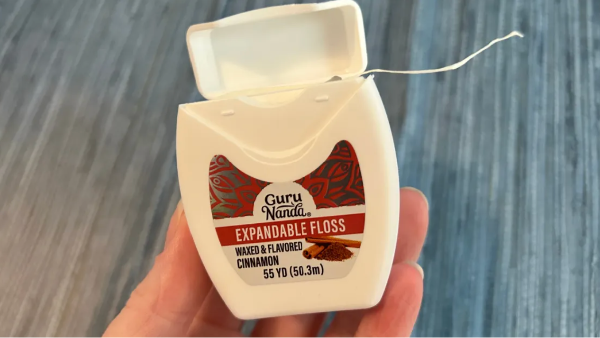 Guru
Nanda®
EXPANDABLE FLOSS
WAXED & FLAVORED
CINNAMON
55 YD (50.3m)